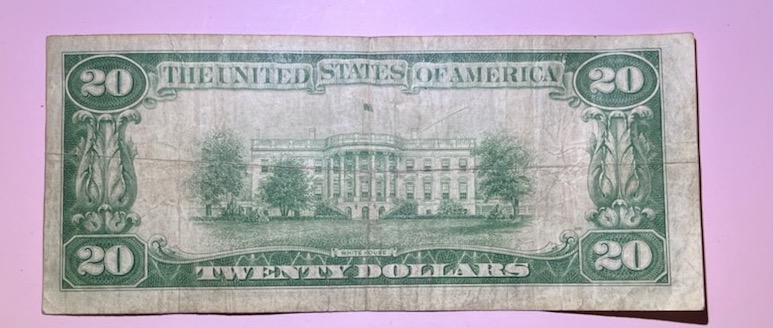 20 THE UNITED STATES OF AMERICA 20
WHITE HOUSE
20 TWENTY DOLLARS 20